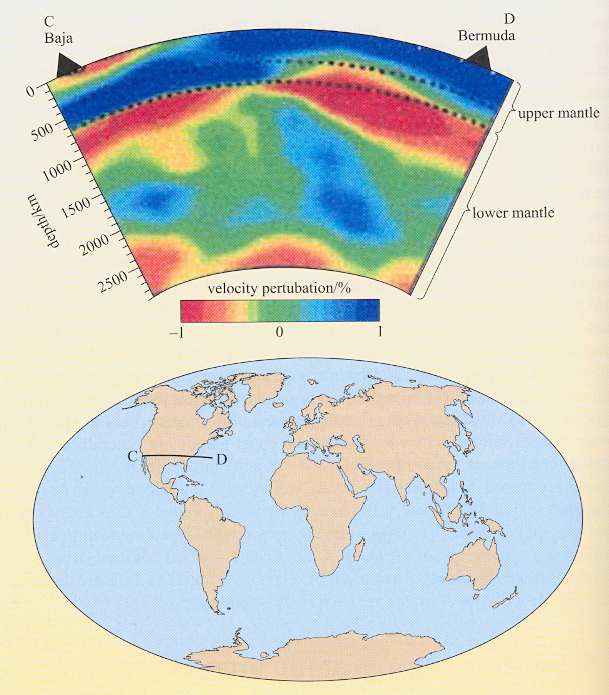 C
Baja
D
Bermuda
0
500
1000
1500
2000
2500
depth/km
upper mantle
lower mantle
velocity pertubation/%
–1 0 1
C D